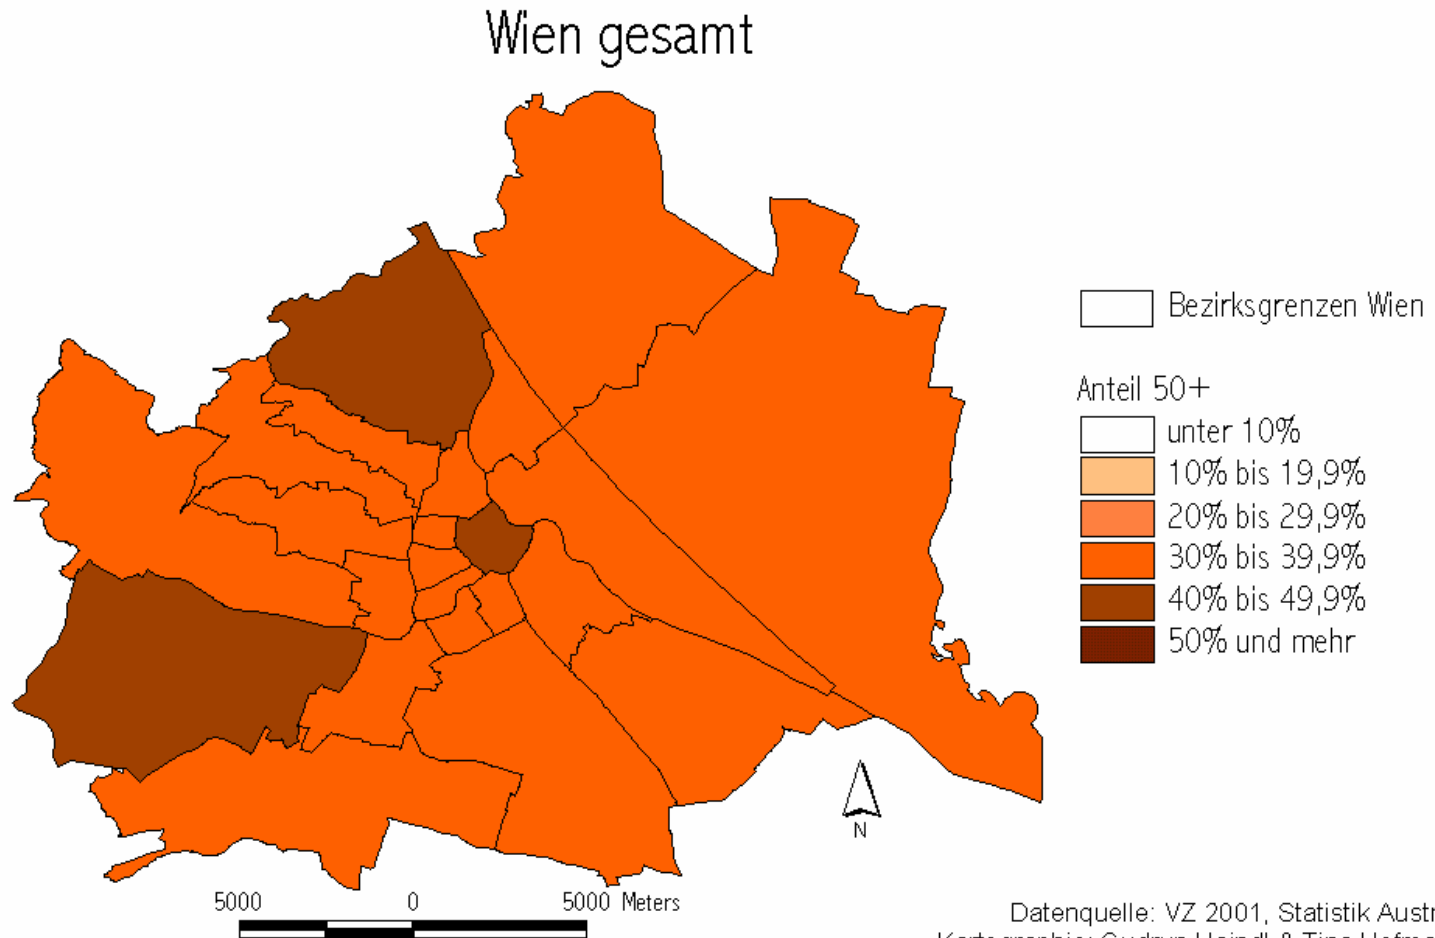 Wien gesamt
Bezirksgrenzen Wien
Anteil 50+
unter 10%
10% bis 19,9%
20% bis 29,9%
30% bis 39,9%
40% bis 49,9%
50% und mehr
N
5000 0 5000 Meters
Datenquelle: VZ 2001, Statistik Austr